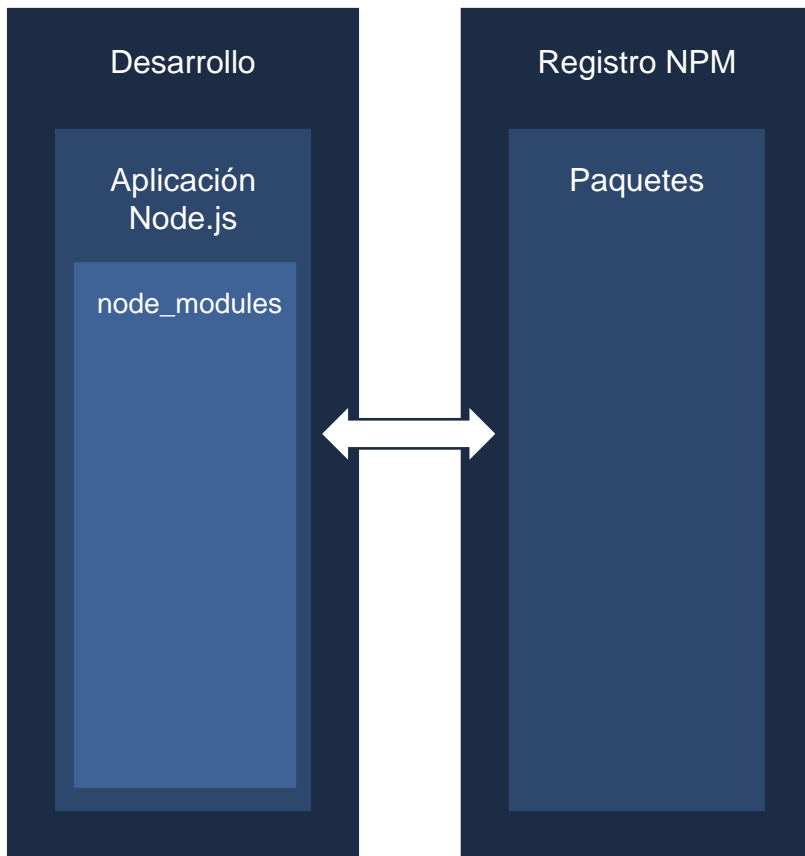 Desarrollo
Aplicación
Node.js
node_modules
Registro NPM
Paquetes